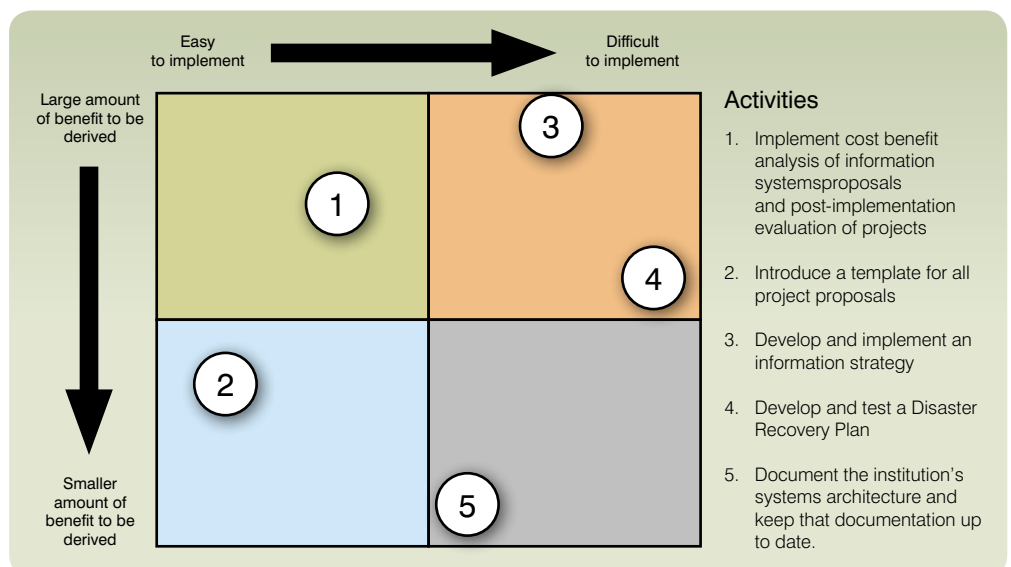 Easy
to implement
Difficult
to implement
Large amount
of benefit to be
derived
Smaller
amount of
benefit to be
derived
1
2
3
4
5
Activities
1. Implement cost benefit
analysis of information
systemsproposals
and post-implementation
evaluation of projects
2. Introduce a template for all
project proposals
3. Develop and implement an
information strategy
4. Develop and test a Disaster
Recovery Plan
5. Document the institution's
systems architecture and
keep that documentation up
to date.